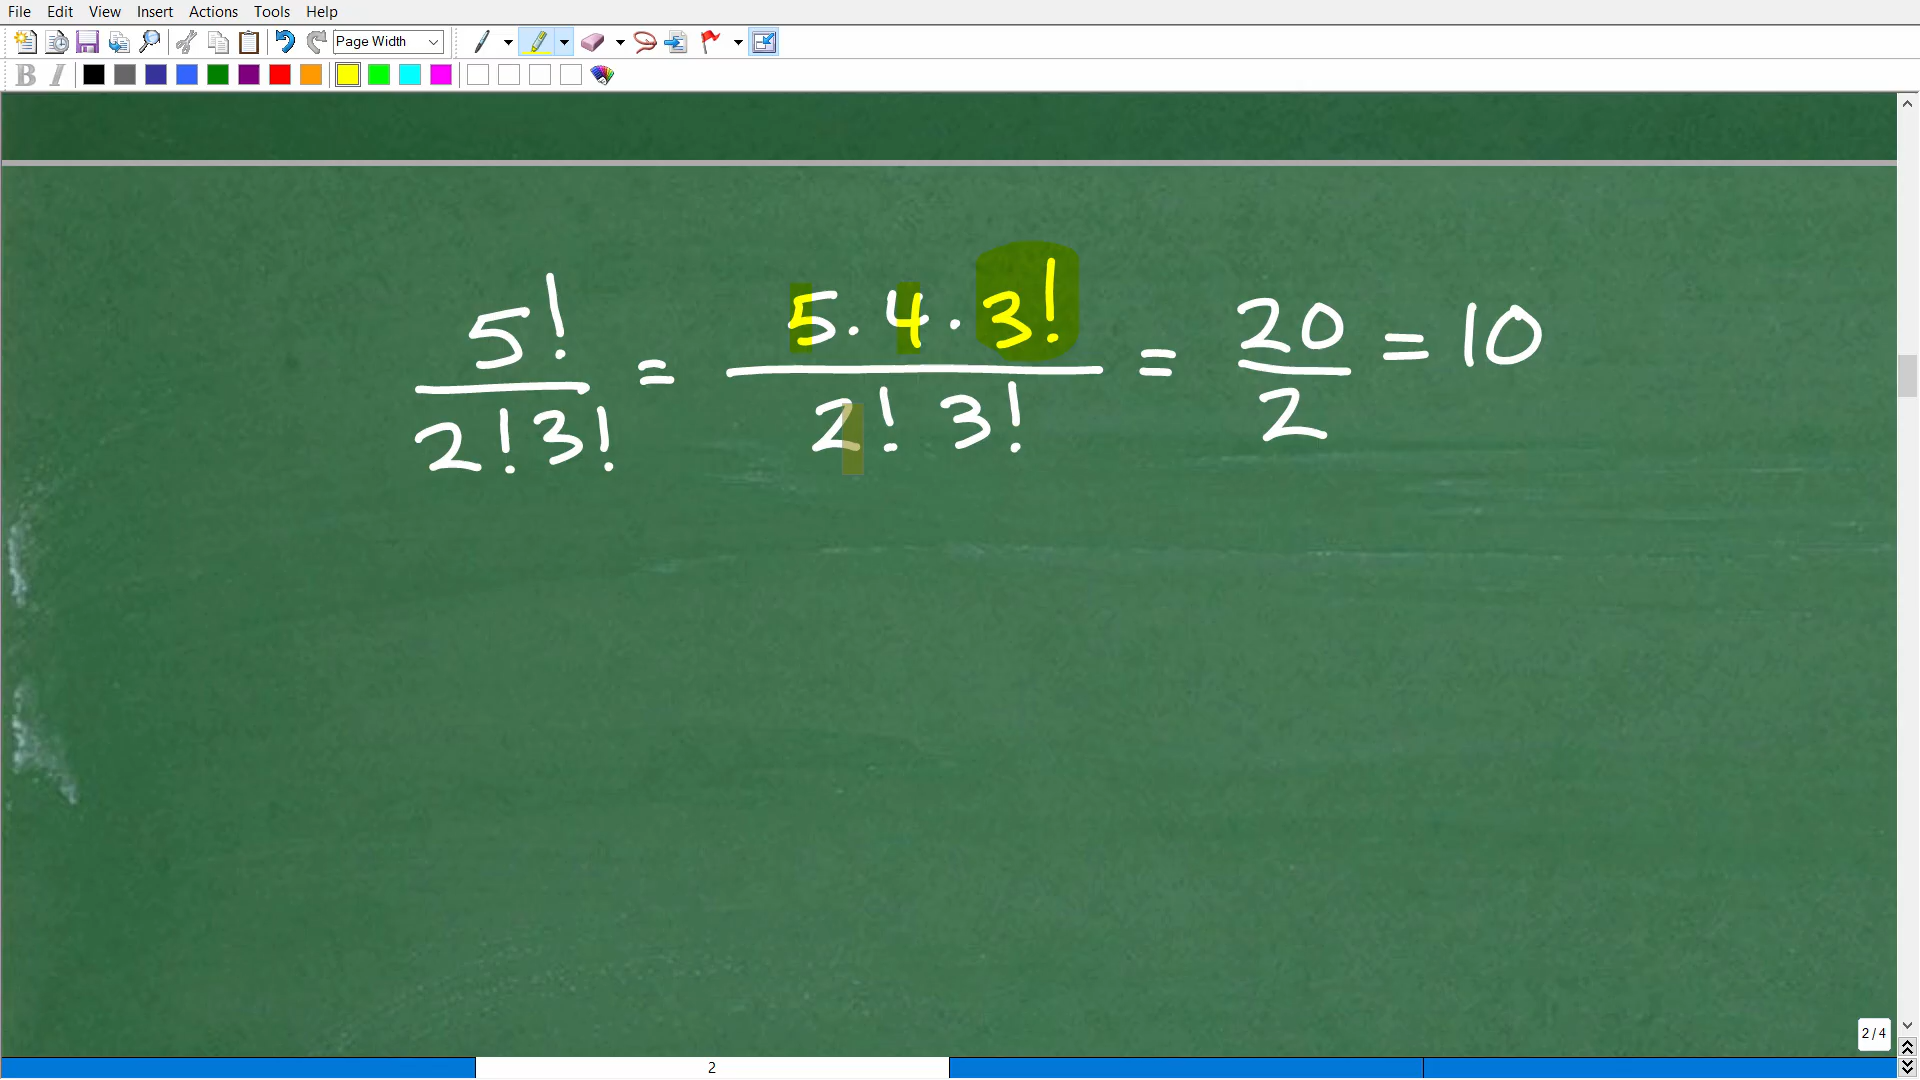 File Edit View Insert Actions Tools Help
Page Width
B I
5! / 2!3! = 5·4·3! / 2! 3! = 20 / 2 = 10
2 / 4
2